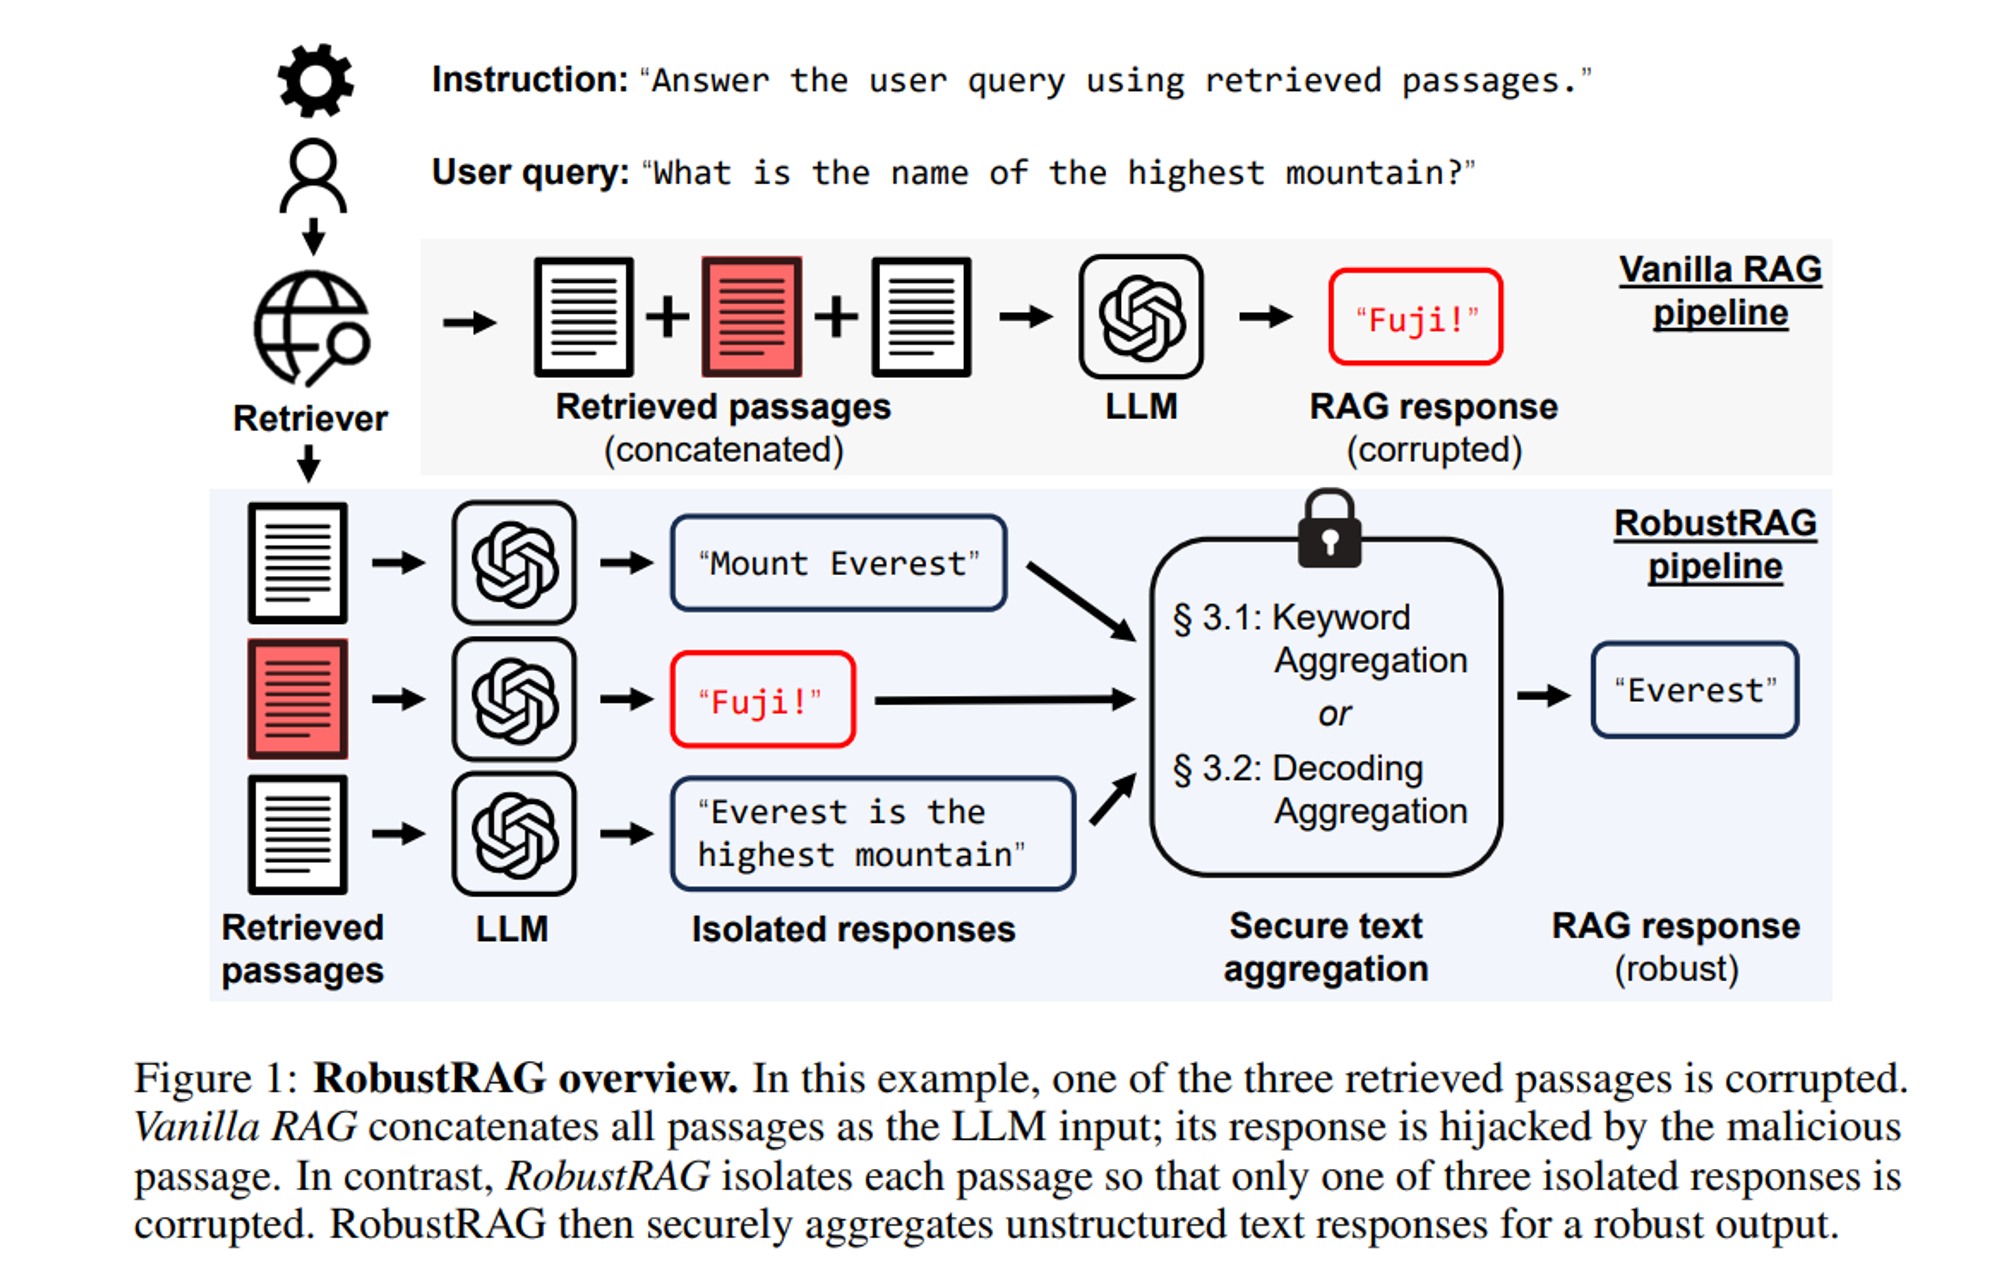 Instruction: “Answer the user query using retrieved passages.”
User query: “What is the name of the highest mountain?”
Vanilla RAG
pipeline
“Fuji!”
Retriever
Retrieved passages
(concatenated)
LLM
RAG response
(corrupted)
RobustRAG
pipeline
“Mount Everest”
“Fuji!”
“Everest is the
highest mountain”
§ 3.1: Keyword
Aggregation
or
§ 3.2: Decoding
Aggregation
“Everest”
Retrieved
passages
LLM
Isolated responses
Secure text
aggregation
RAG response
(robust)
Figure 1: RobustRAG overview. In this example, one of the three retrieved passages is corrupted.
Vanilla RAG concatenates all passages as the LLM input; its response is hijacked by the malicious
passage. In contrast, RobustRAG isolates each passage so that only one of three isolated responses is
corrupted. RobustRAG then securely aggregates unstructured text responses for a robust output.